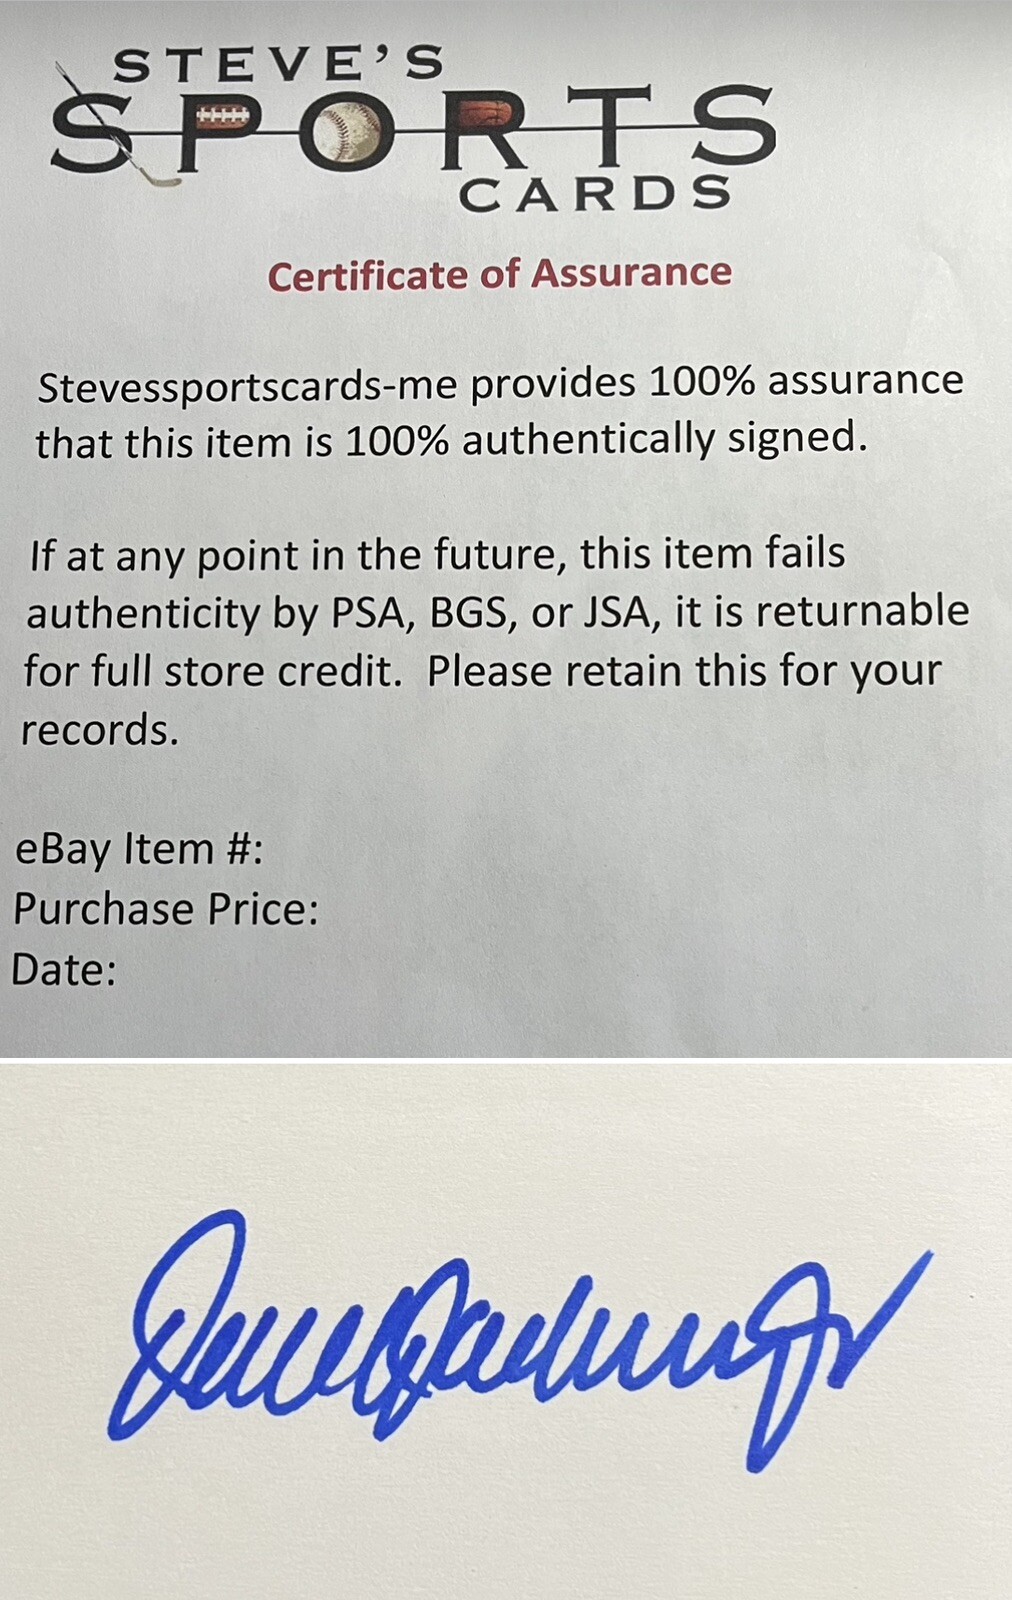 STEVE'S
SPORTS
CARDS
Certificate of Assurance
Stevessportscards-me provides 100% assurance
that this item is 100% authentically signed.
If at any point in the future, this item fails
authenticity by PSA, BGS, or JSA, it is returnable
for full store credit. Please retain this for your
records.
eBay Item #:
Purchase Price:
Date: